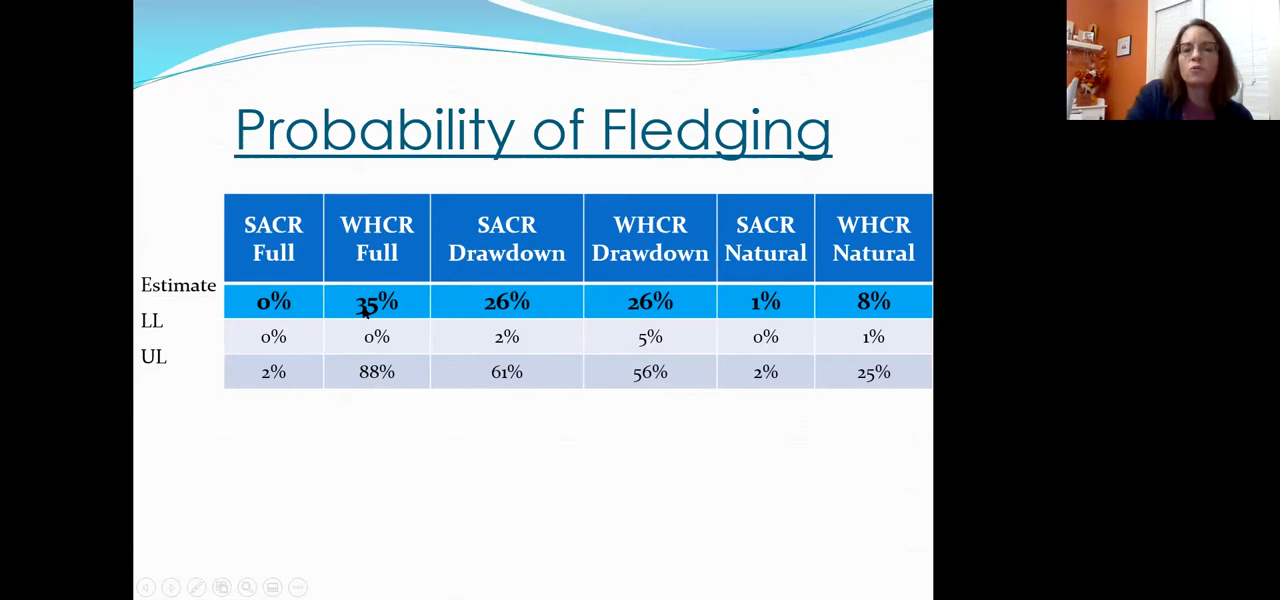 Probability of Fledging
SACR Full WHCR Full SACR Drawdown WHCR Drawdown SACR Natural WHCR Natural
Estimate 0% 35% 26% 26% 1% 8%
LL 0% 0% 2% 5% 0% 1%
UL 2% 88% 61% 56% 2% 25%